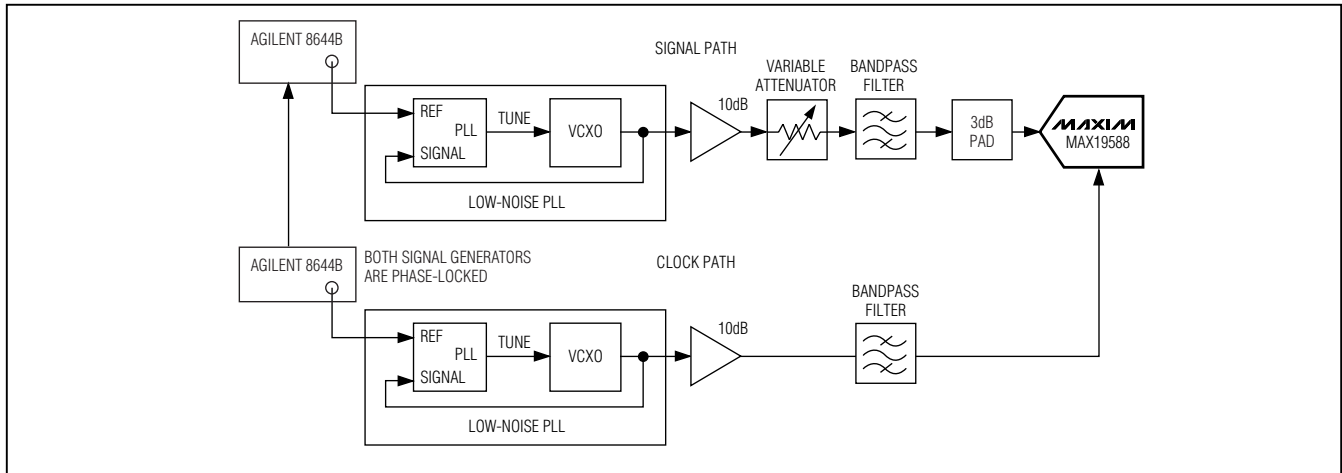 AGILENT 8644B
SIGNAL PATH
VARIABLE
ATTENUATOR
BANDPASS
FILTER
10dB
REF
PLL
SIGNAL
TUNE
VCXO
3dB
PAD
MAXIM
MAX19588
LOW-NOISE PLL
AGILENT 8644B
BOTH SIGNAL GENERATORS
ARE PHASE-LOCKED
CLOCK PATH
BANDPASS
FILTER
10dB
REF
PLL
SIGNAL
TUNE
VCXO
LOW-NOISE PLL